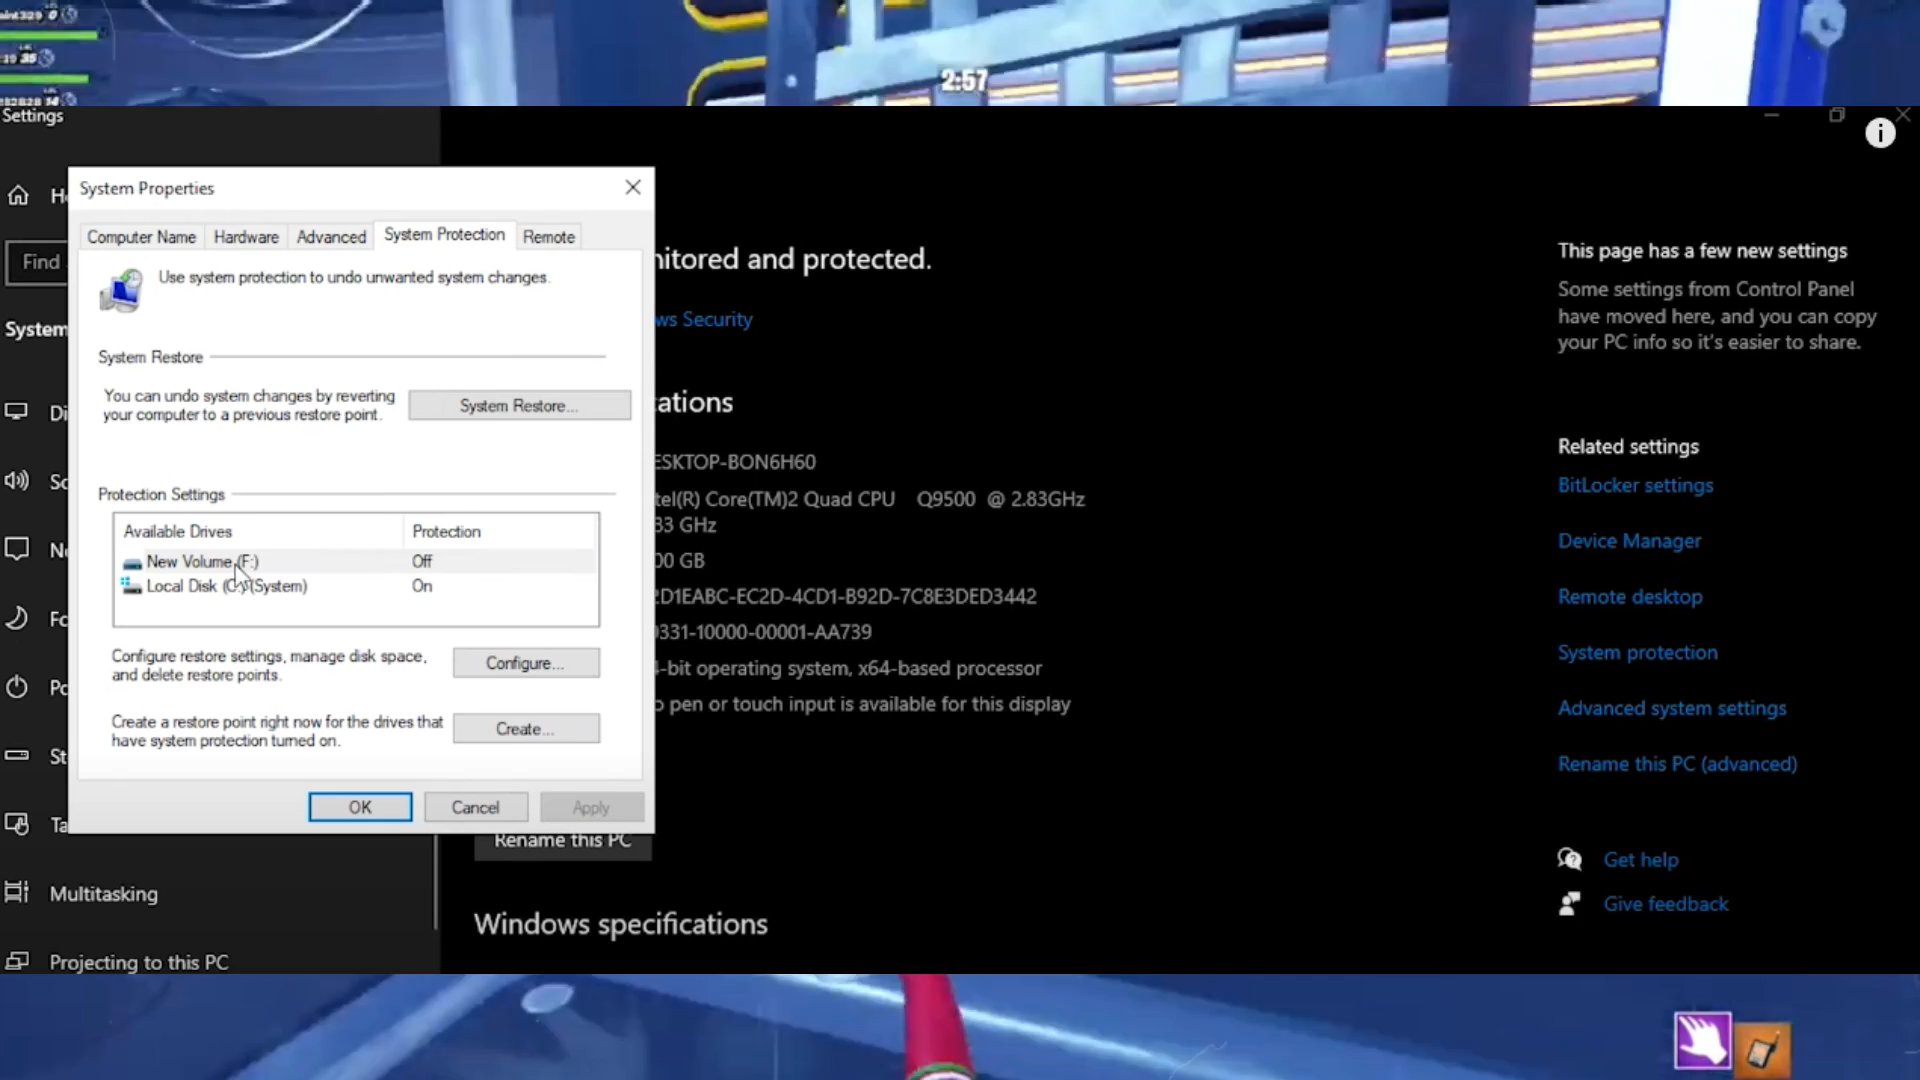 2:57
35
Settings
System Properties
Computer Name
Hardware
Advanced
System Protection
Remote
Use system protection to undo unwanted system changes.
System Restore
You can undo system changes by reverting
your computer to a previous restore point.
System Restore...
Protection Settings
Available Drives
Protection
New Volume (F:)
Off
Local Disk (C:) (System)
On
Configure restore settings, manage disk space,
and delete restore points.
Configure...
Create a restore point right now for the drives that
have system protection turned on.
Create...
OK
Cancel
Apply
Find
System
Multitasking
Projecting to this PC
nitored and protected.
ws Security
cations
ESKTOP-BON6H60
tel(R) Core(TM)2 Quad CPU Q9500 @ 2.83GHz
33 GHz
00 GB
2D1EABC-EC2D-4CD1-B92D-7C8E3DED3442
0331-10000-00001-AA739
4-bit operating system, x64-based processor
o pen or touch input is available for this display
Rename this PC
Windows specifications
This page has a few new settings
Some settings from Control Panel
have moved here, and you can copy
your PC info so it's easier to share.
Related settings
BitLocker settings
Device Manager
Remote desktop
System protection
Advanced system settings
Rename this PC (advanced)
Get help
Give feedback